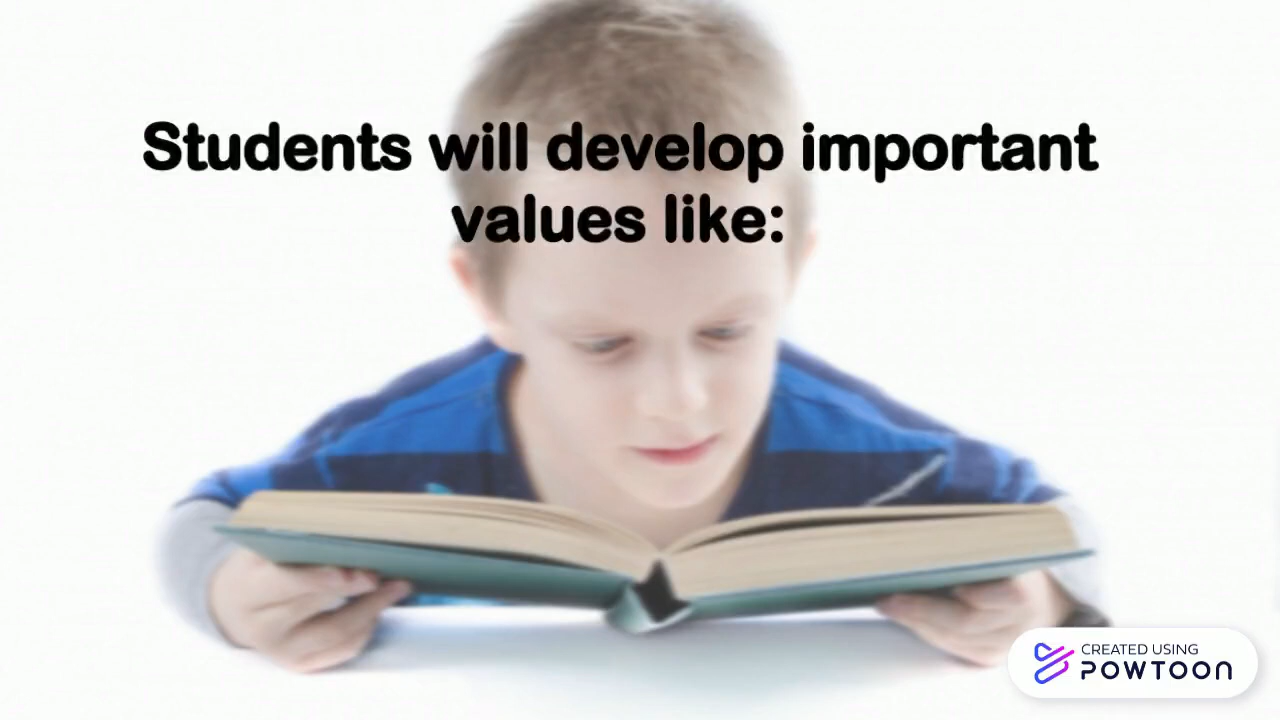 Students will develop important
values like:
CREATED USING
POWTOON